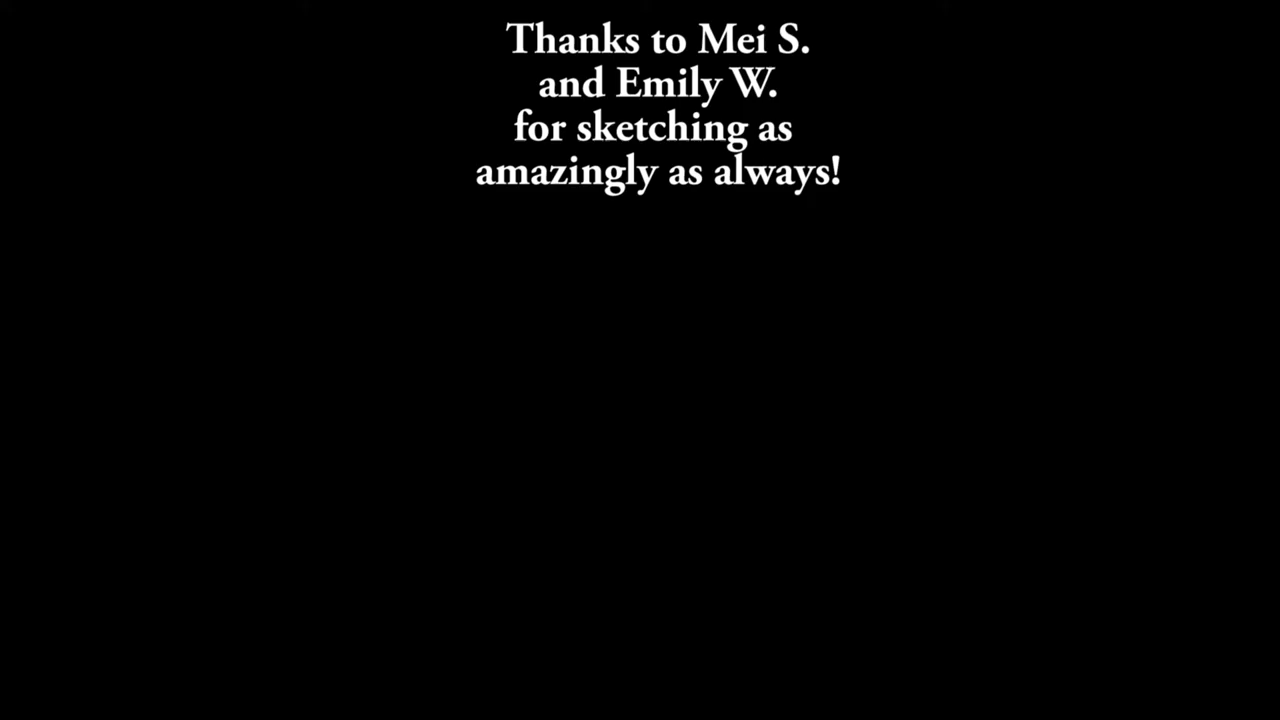 Thanks to Mei S.
and Emily W.
for sketching as
amazingly as always!